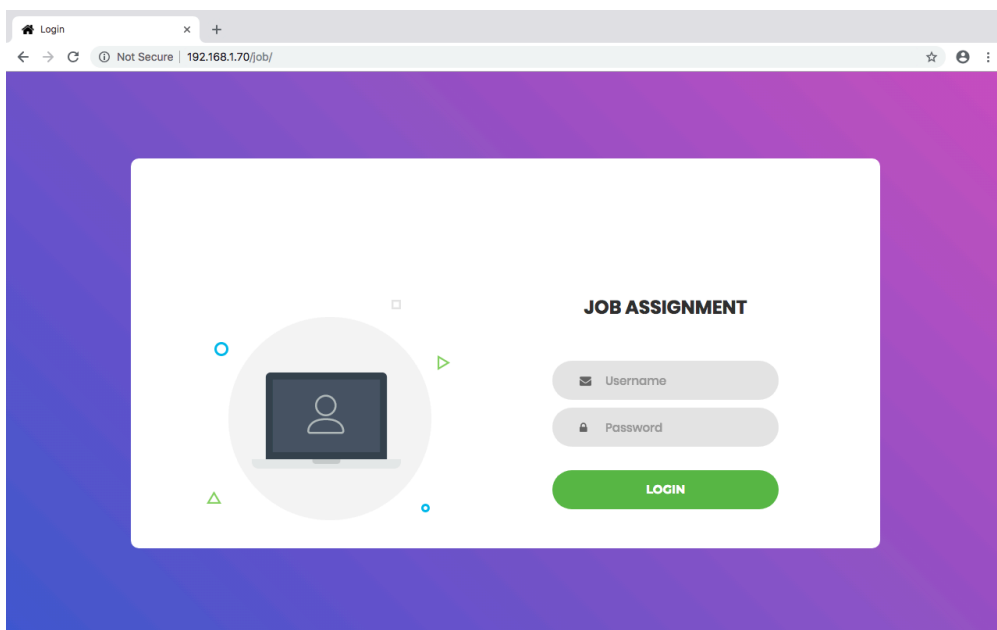 Login
Not Secure | 192.168.1.70/job/
JOB ASSIGNMENT
Username
Password
LOGIN